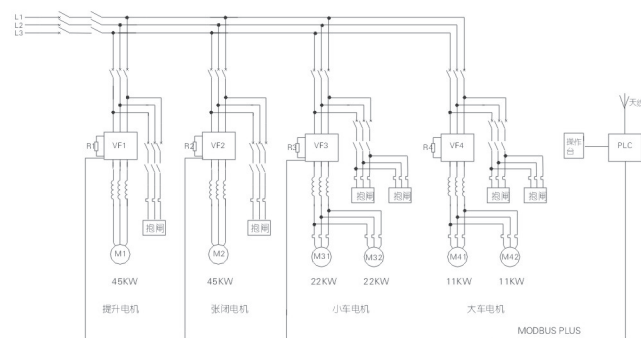 L1
L2
L3
天线
R1 VF1 R2 VF2 R3 VF3 R4 VF4 操作台 PLC
抱闸 抱闸 抱闸 抱闸
抱闸 抱闸
M1 M2 M31 M32 M41 M42
45KW 45KW 22KW 22KW 11KW 11KW
提升电机 张闭电机 小车电机 大车电机
MODBUS PLUS